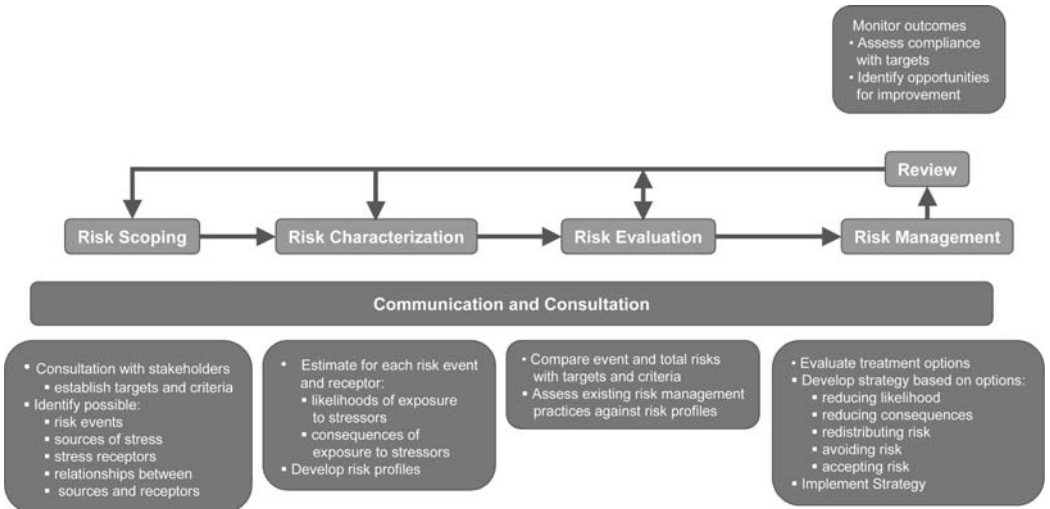 Monitor outcomes
• Assess compliance
with targets
• Identify opportunities
for improvement
Review
Risk Scoping
Risk Characterization
Risk Evaluation
Risk Management
Communication and Consultation
• Consultation with stakeholders
▪ establish targets and criteria
▪ Identify possible:
▪ risk events
▪ sources of stress
▪ stress receptors
▪ relationships between
sources and receptors
• Estimate for each risk event
and receptor:
▪ likelihoods of exposure
to stressors
▪ consequences of
exposure to stressors
▪ Develop risk profiles
• Compare event and total risks
with targets and criteria
▪ Assess existing risk management
practices against risk profiles
▪ Evaluate treatment options
▪ Develop strategy based on options:
▪ reducing likelihood
▪ reducing consequences
▪ redistributing risk
▪ avoiding risk
▪ accepting risk
▪ Implement Strategy